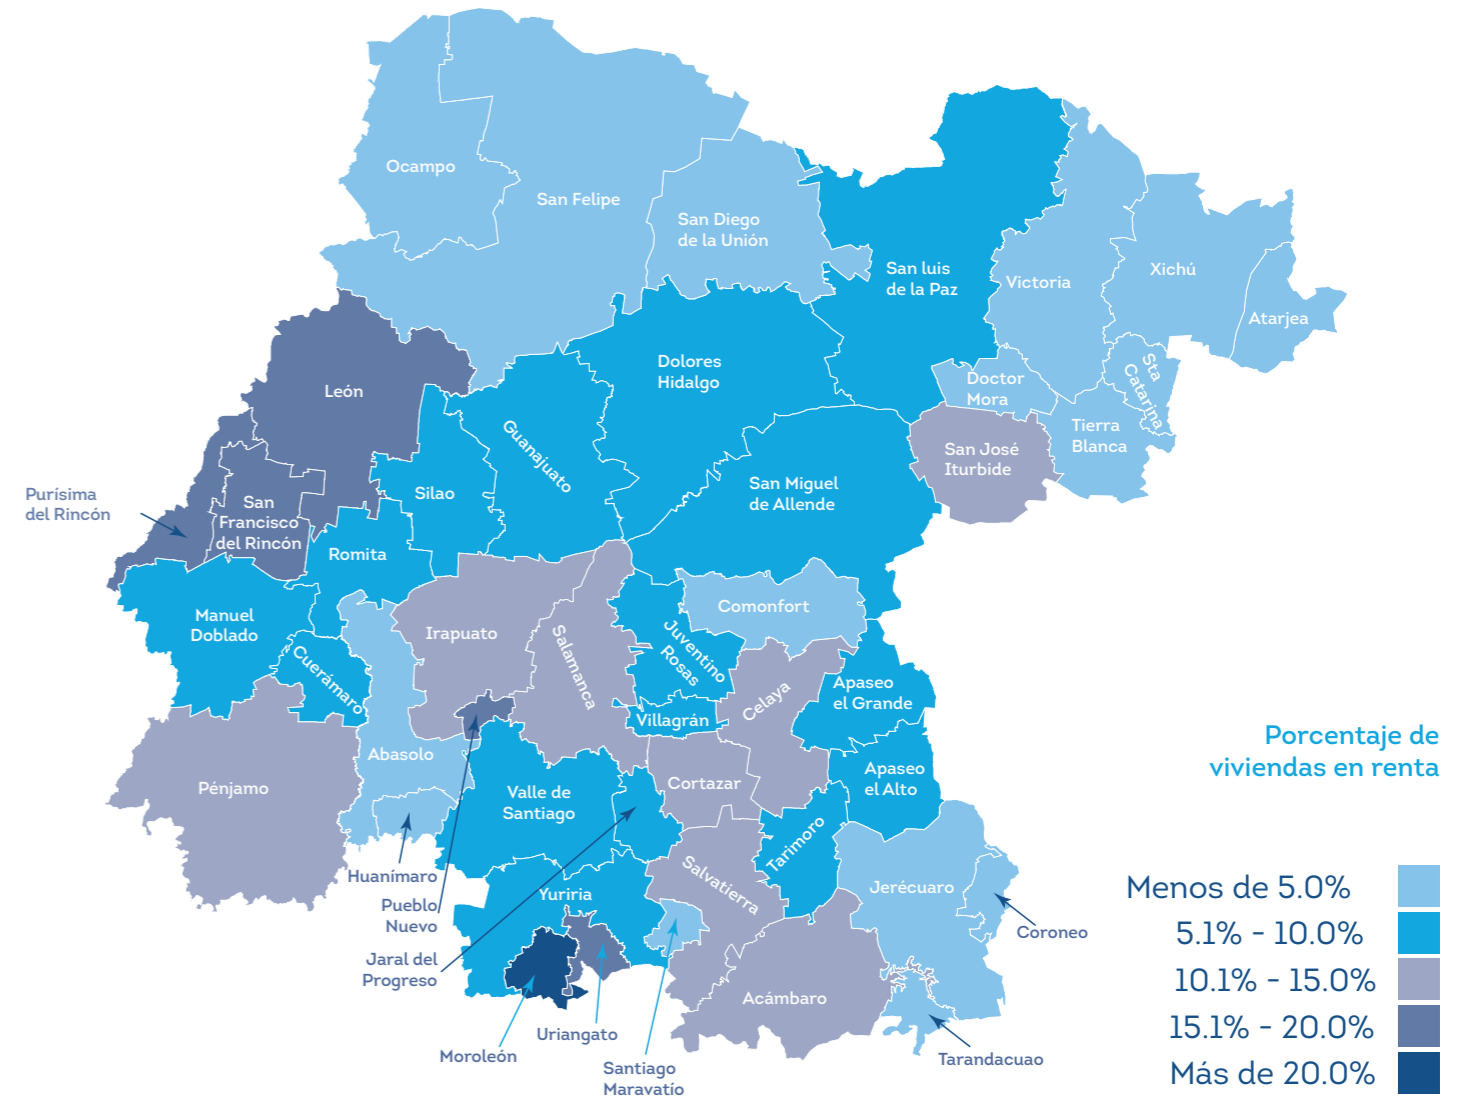 Ocampo
San Felipe
San Diego
de la Unión
San luis
de la Paz
Victoria
Xichú
Atarjea
Sta
Catarina
Doctor
Mora
Tierra
Blanca
San José
Iturbide
Dolores
Hidalgo
León
Guanajuato
Silao
San Miguel
de Allende
Purísima
del Rincón
San
Francisco
del Rincón
Romita
Manuel
Doblado
Cuerámaro
Irapuato
Salamanca
Juventino
Rosas
Comonfort
Celaya
Apaseo
el Grande
Villagrán
Abasolo
Pénjamo
Cortazar
Apaseo
el Alto
Valle de
Santiago
Tarimoro
Salvatierra
Jerécuaro
Yuriria
Huanímaro
Pueblo
Nuevo
Jaral del
Progreso
Coroneo
Acámbaro
Moroleón
Uriangato
Santiago
Maravatío
Tarandacuao
Porcentaje de
viviendas en renta
Menos de 5.0%
5.1% - 10.0%
10.1% - 15.0%
15.1% - 20.0%
Más de 20.0%